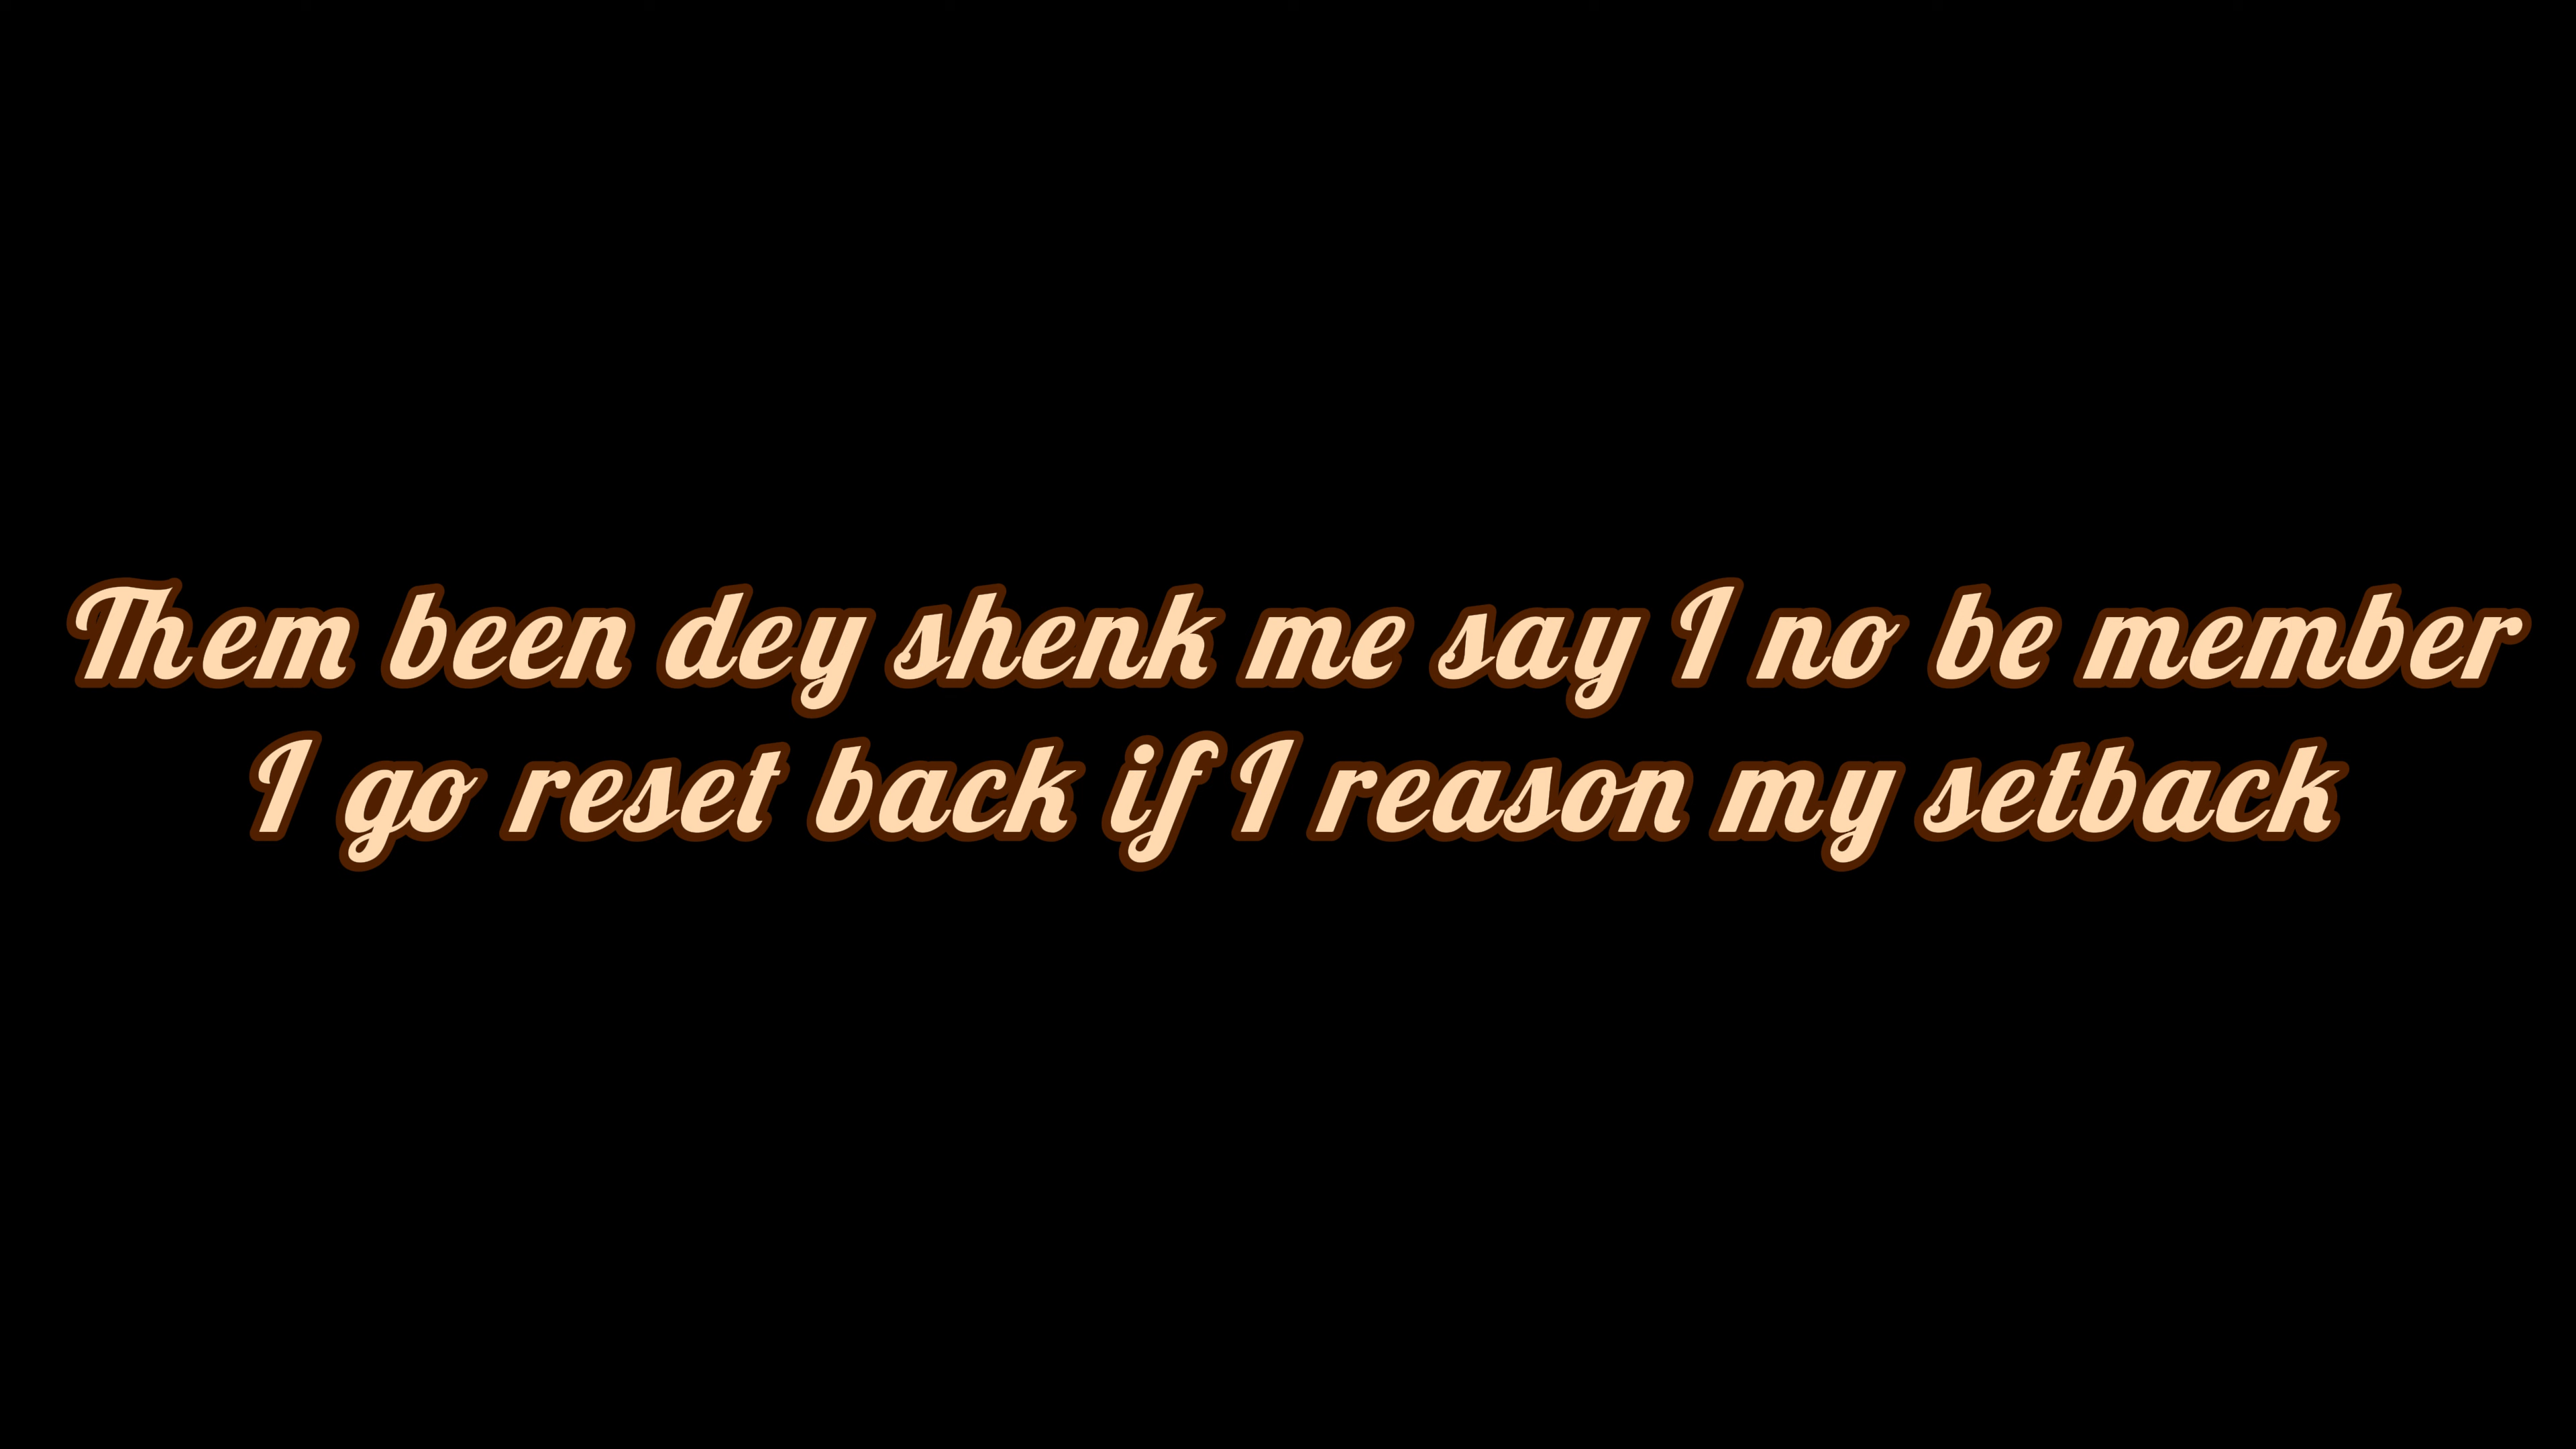 Them been dey shenk me say I no be member
I go reset back if I reason my setback